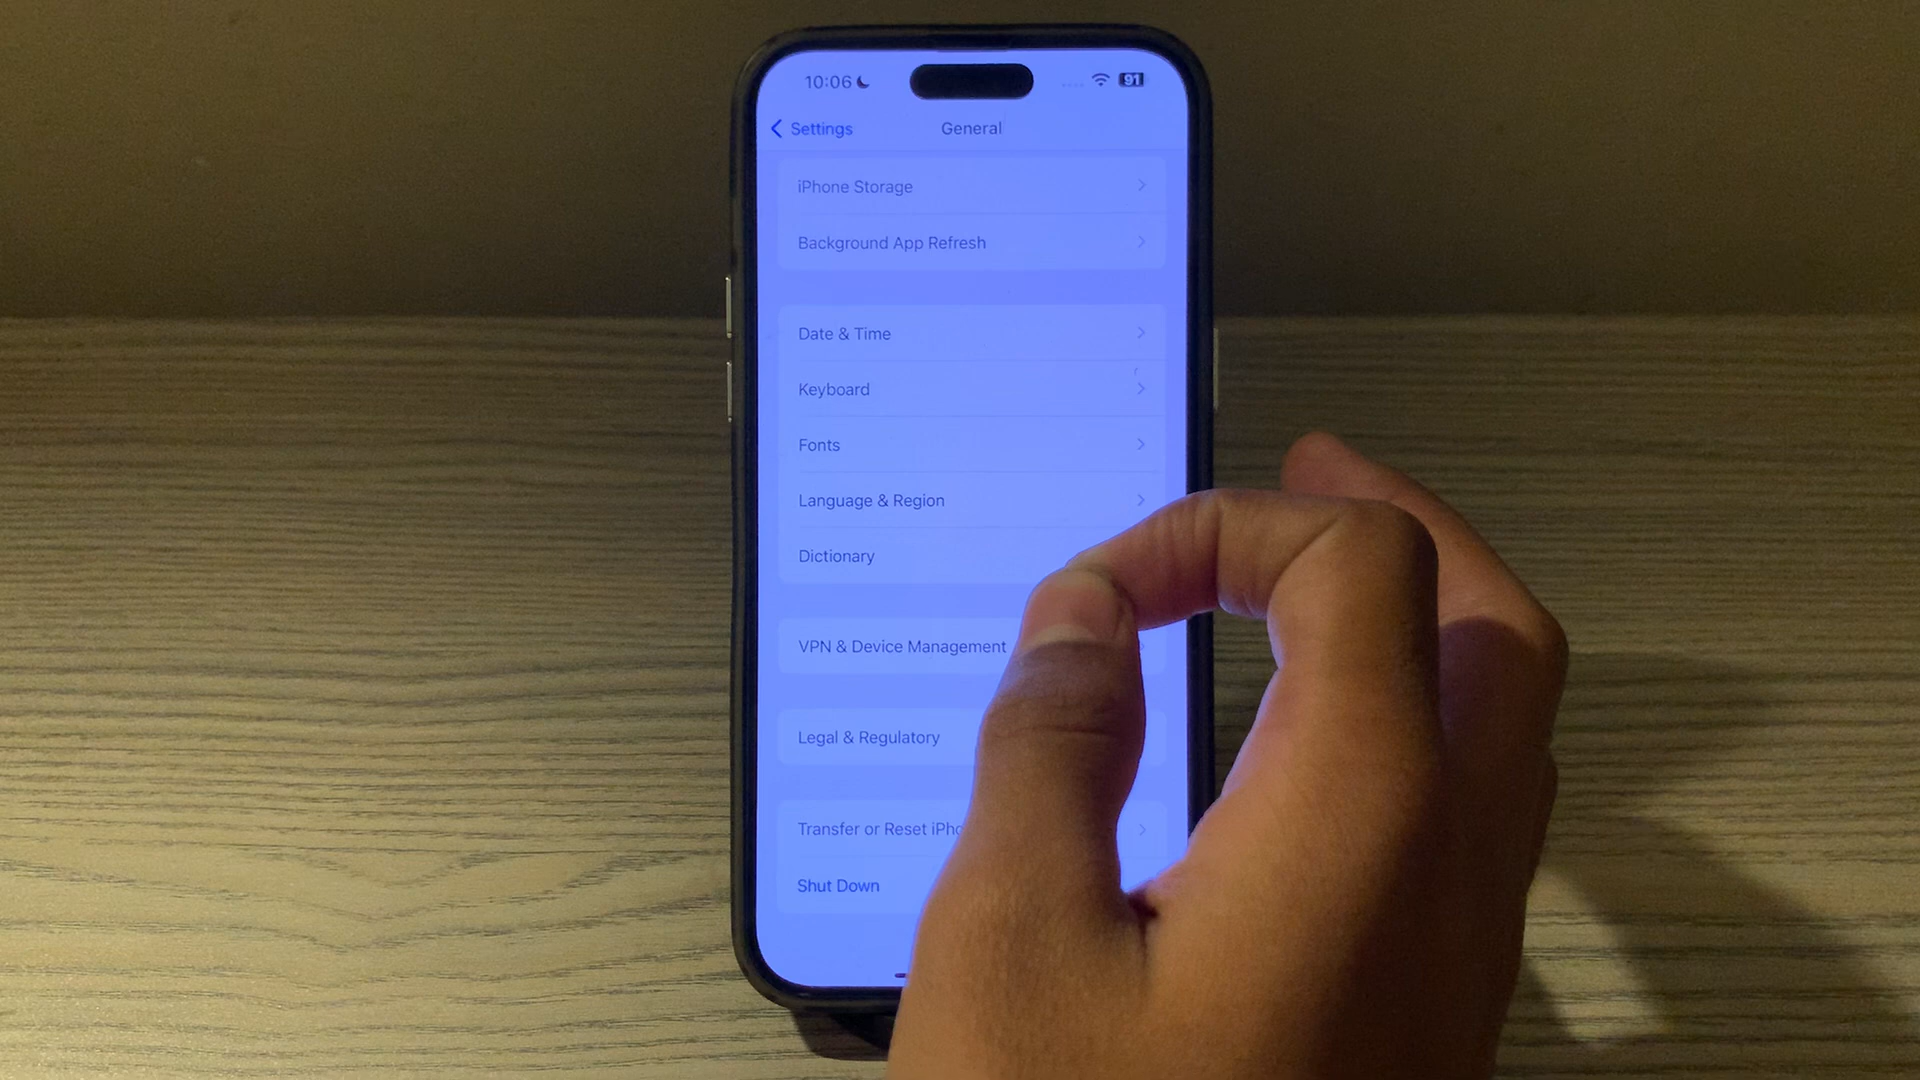 10:06
91
Settings
General
iPhone Storage
Background App Refresh
Date & Time
Keyboard
Fonts
Language & Region
Dictionary
VPN & Device Management
Legal & Regulatory
Transfer or Reset iPho
Shut Down